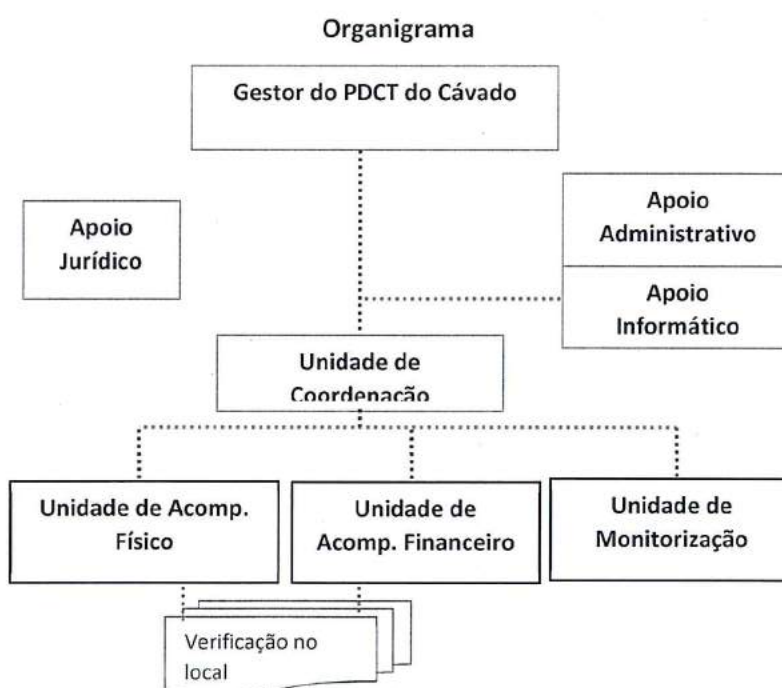 Organigrama
Gestor do PDCT do Cávado
Apoio
Jurídico
Apoio
Administrativo
Apoio
Informático
Unidade de
Coordenação
Unidade de Acomp.
Físico
Unidade de
Acomp. Financeiro
Unidade de
Monitorização
Verificação no
local